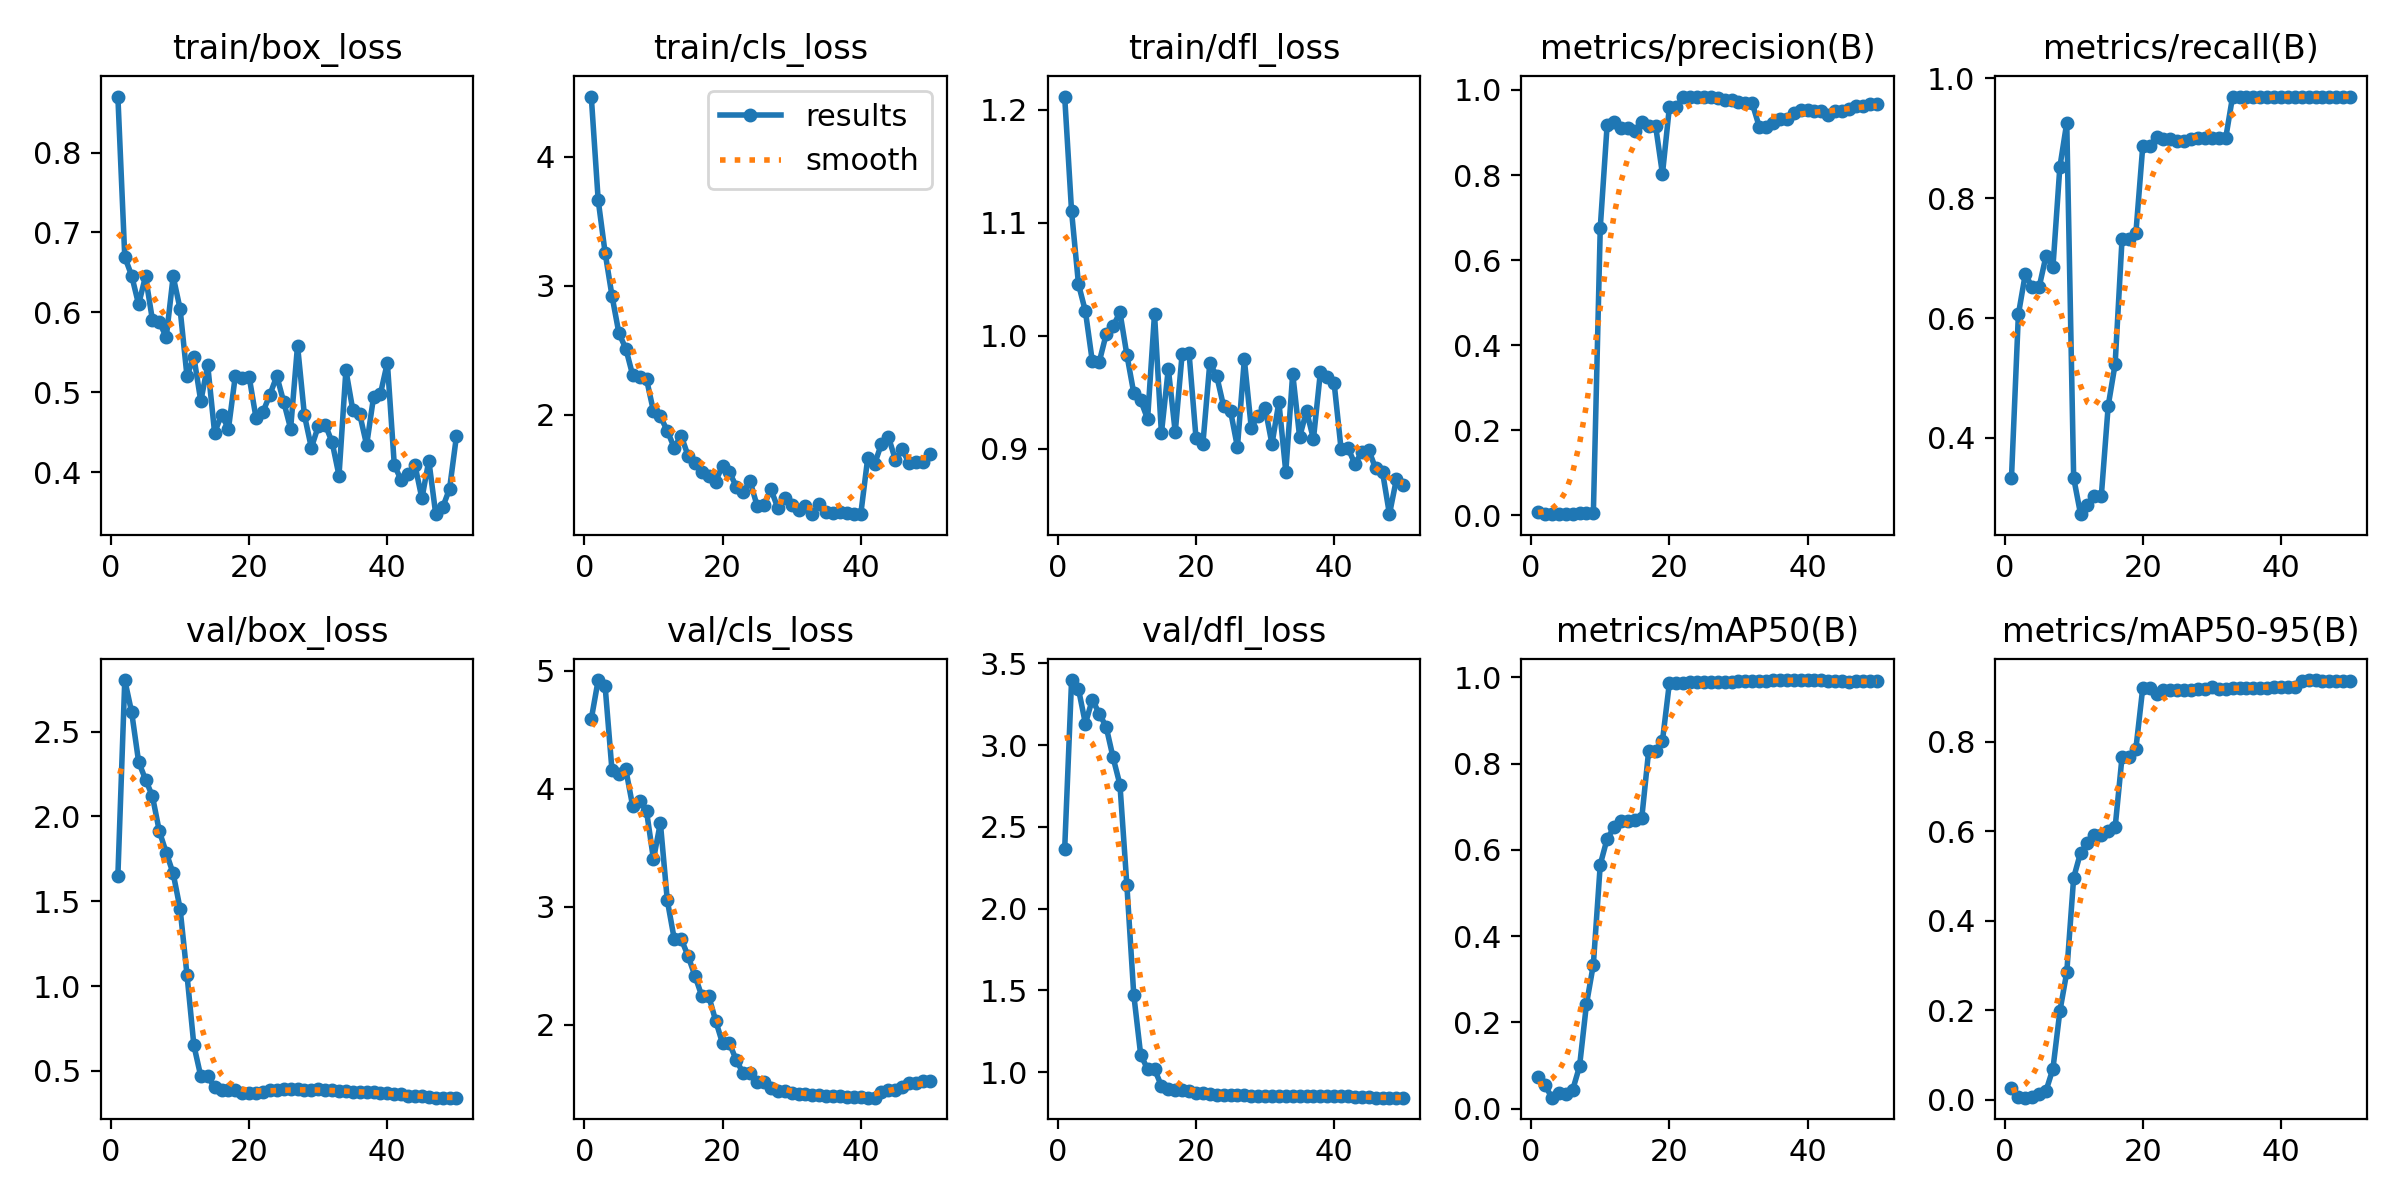 train/box_loss
0.8
0.7
0.6
0.5
0.4
0 20 40
train/cls_loss
results
smooth
4
3
2
0 20 40
train/dfl_loss
1.2
1.1
1.0
0.9
0 20 40
metrics/precision(B)
1.0
0.8
0.6
0.4
0.2
0.0
0 20 40
metrics/recall(B)
1.0
0.8
0.6
0.4
0 20 40
val/box_loss
2.5
2.0
1.5
1.0
0.5
0 20 40
val/cls_loss
5
4
3
2
0 20 40
val/dfl_loss
3.5
3.0
2.5
2.0
1.5
1.0
0 20 40
metrics/mAP50(B)
1.0
0.8
0.6
0.4
0.2
0.0
0 20 40
metrics/mAP50-95(B)
0.8
0.6
0.4
0.2
0.0
0 20 40